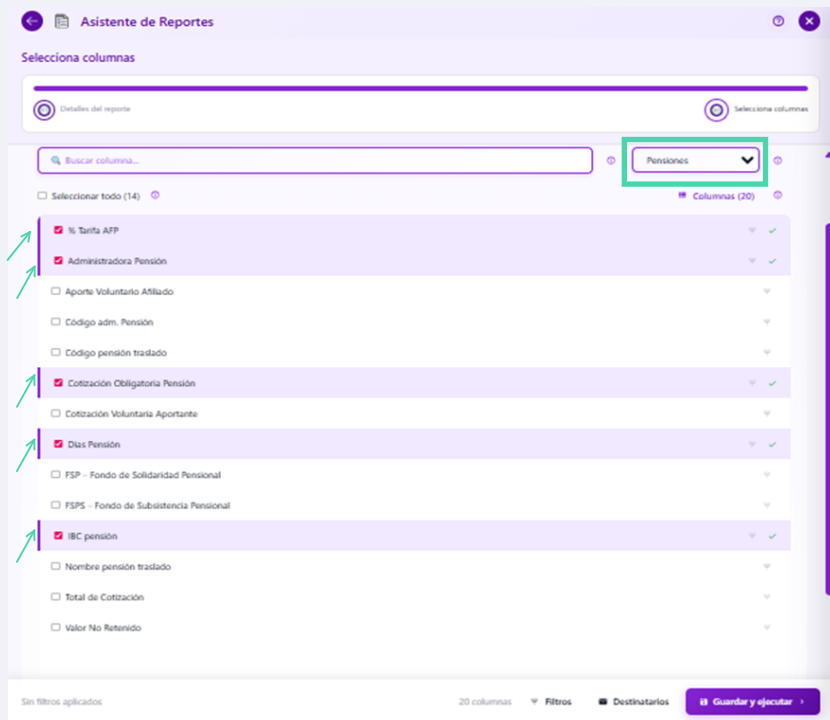 Asistente de Reportes
Selecciona columnas
Detalles del reporte
Selecciona columnas
Buscar columna...
Pensiones
Seleccionar todo (14)
Columnas (20)
% Tarifa AFP
Administradora Pensión
Aporte Voluntario Afiliado
Código adm. Pensión
Código pensión traslado
Cotización Obligatoria Pensión
Cotización Voluntaria Aportante
Días Pensión
FSP - Fondo de Solidaridad Pensional
FSPS - Fondo de Subsistencia Pensional
IBC pensión
Nombre pensión traslado
Total de Cotización
Valor No Retenido
Sin filtros aplicados
20 columnas
Filtros
Destinatarios
Guardar y ejecutar